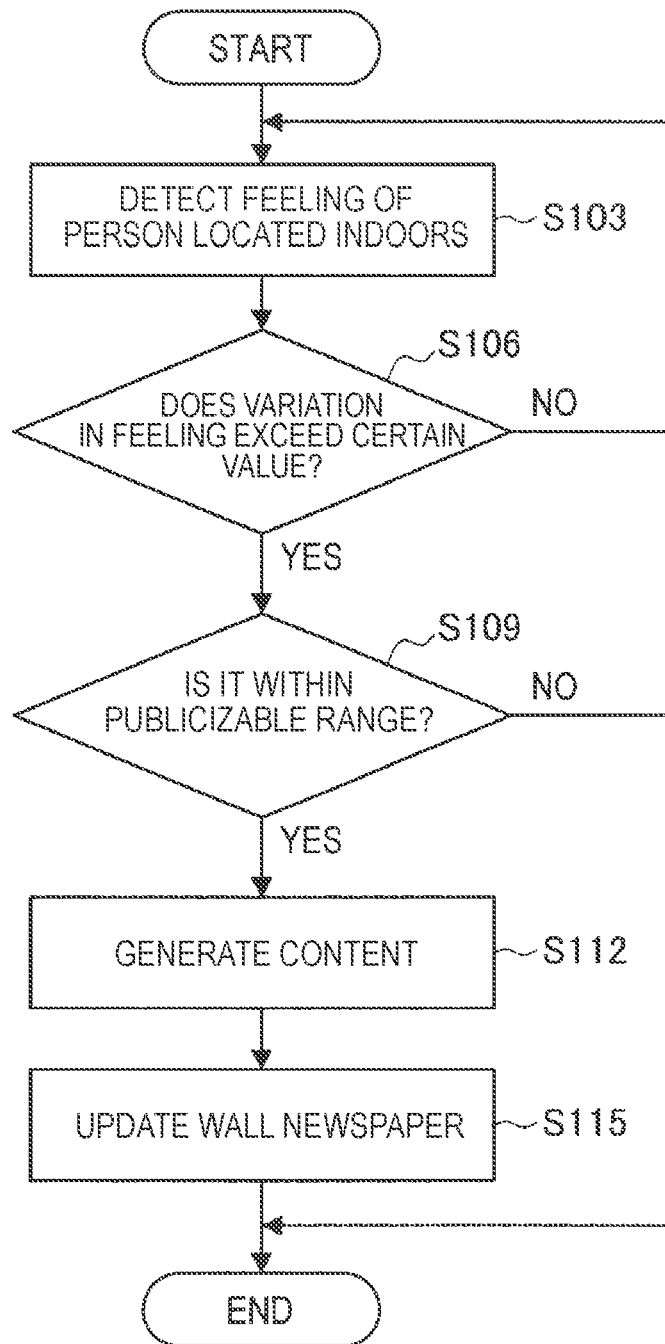 START
DETECT FEELING OF
PERSON LOCATED INDOORS
S103
S106
DOES VARIATION
IN FEELING EXCEED CERTAIN
VALUE?
NO
YES
S109
IS IT WITHIN
PUBLICIZABLE RANGE?
NO
YES
GENERATE CONTENT
S112
UPDATE WALL NEWSPAPER
S115
END